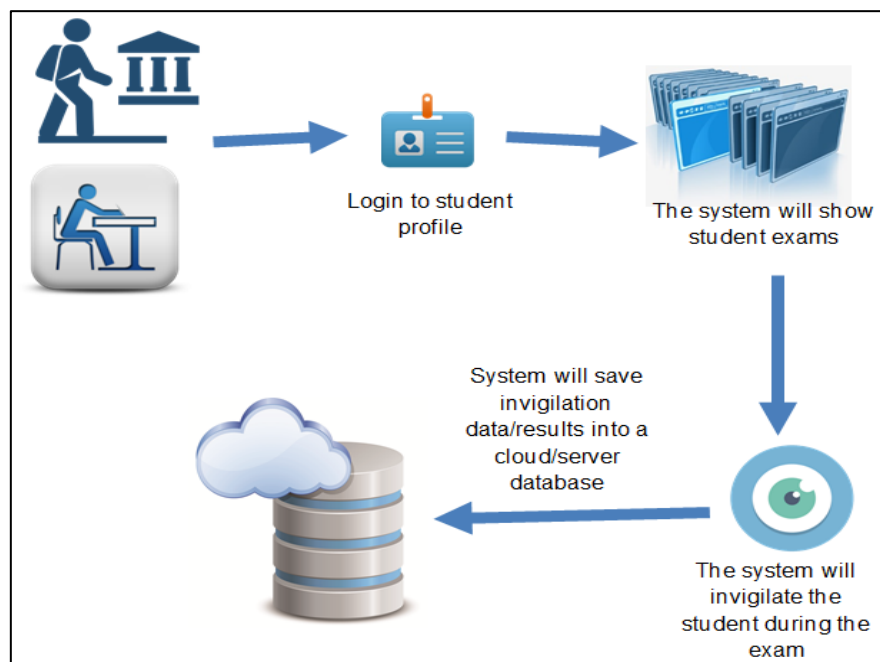 Login to student
profile
The system will show
student exams
System will save
invigilation
data/results into a
cloud/server
database
The system will
invigilate the
student during the
exam